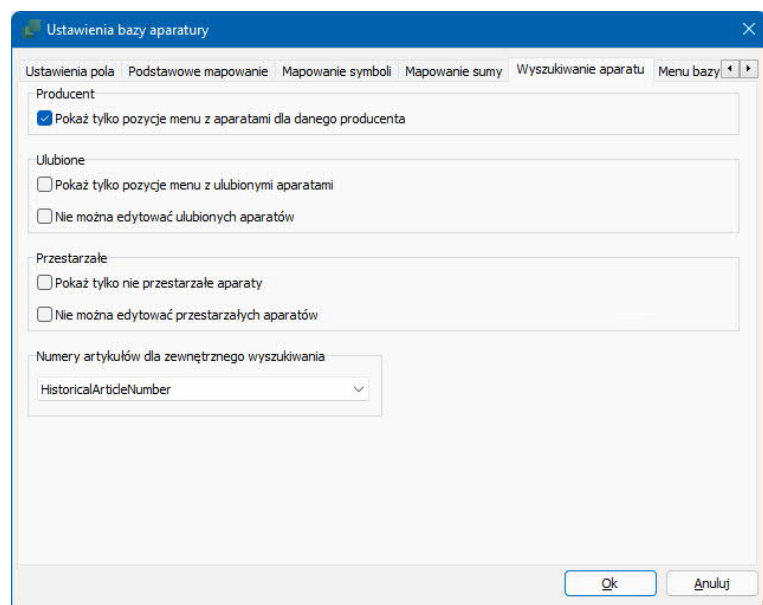 Ustawienia bazy aparatury
Ustawienia pola Podstawowe mapowanie Mapowanie symboli Mapowanie sumy Wyszukiwanie aparatu Menu bazy
Producent
Pokaż tylko pozycje menu z aparatami dla danego producenta
Ulubione
Pokaż tylko pozycje menu z ulubionymi aparatami
Nie można edytować ulubionych aparatów
Przestarzałe
Pokaż tylko nie przestarzałe aparaty
Nie można edytować przestarzałych aparatów
Numery artykułów dla zewnętrznego wyszukiwania
HistoricalArticleNumber
Ok Anuluj